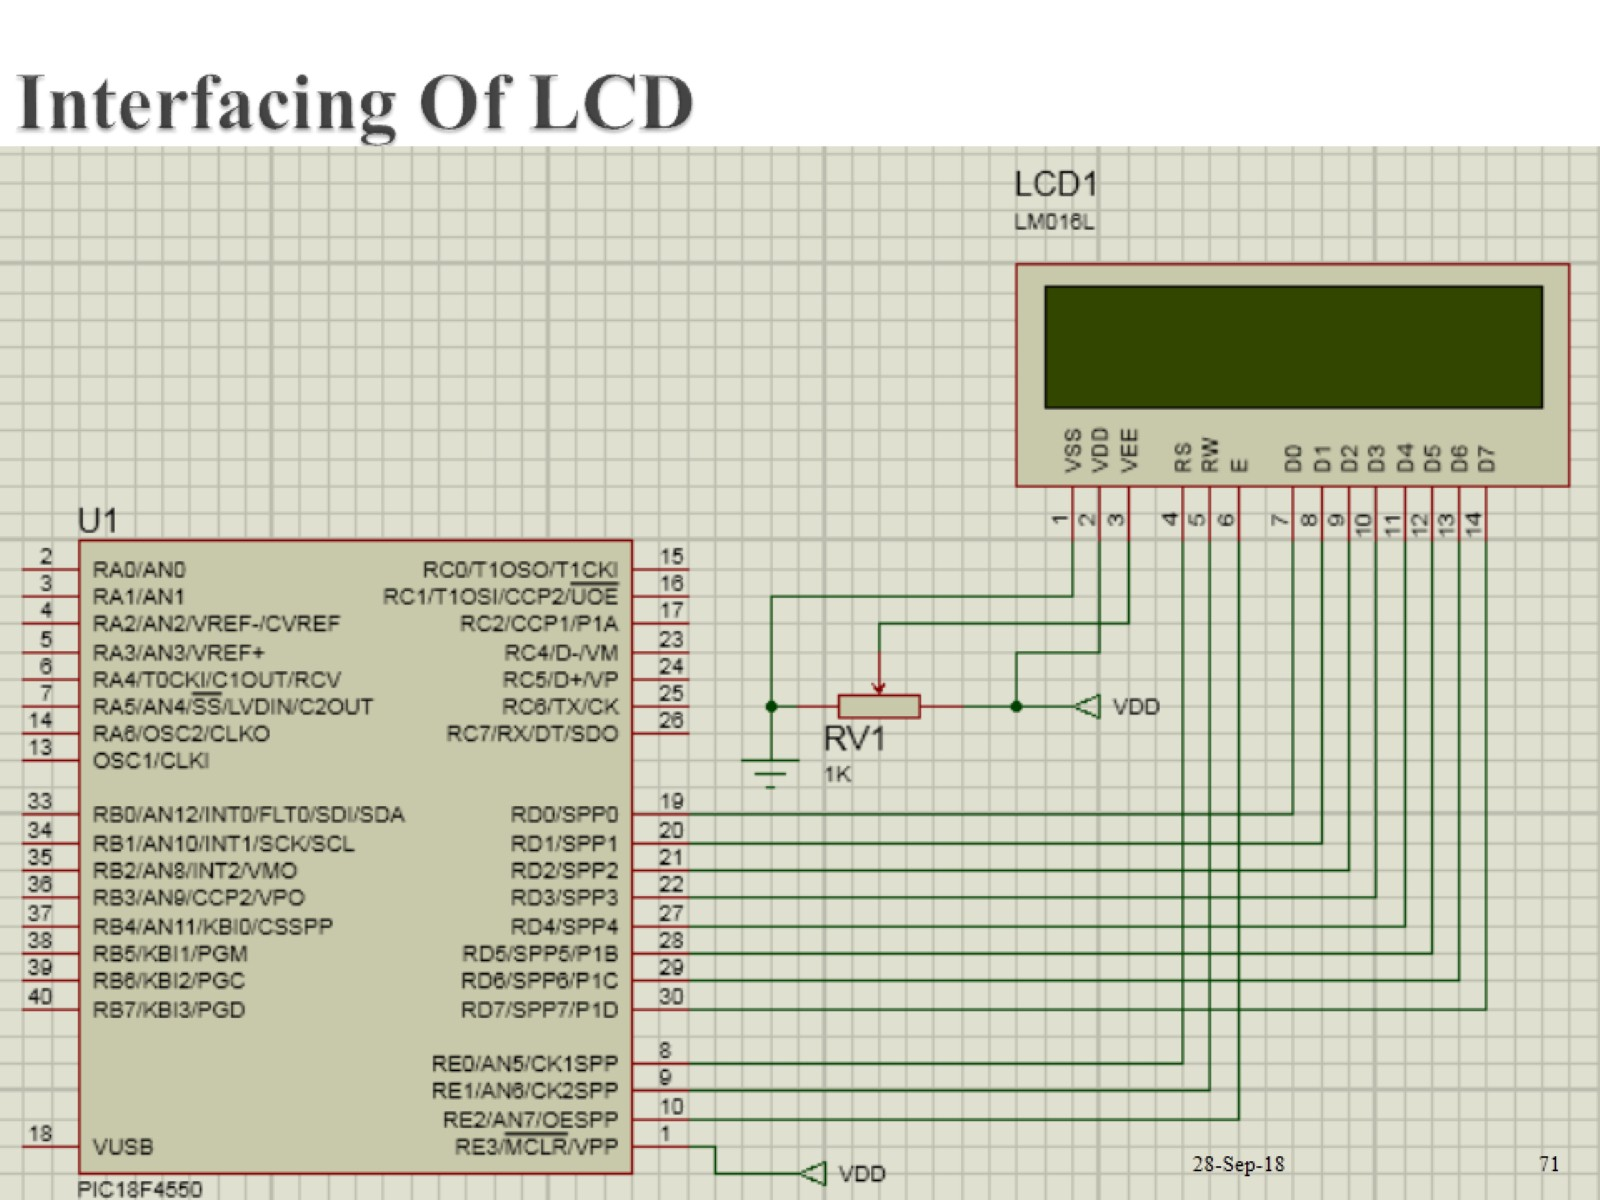 Interfacing Of LCD
LCD1
LM016L
VSS VDD VEE RS RW E D0 D1 D2 D3 D4 D5 D6 D7
1 2 3 4 5 6 7 8 9 10 11 12 13 14
U1
2 RA0/AN0 RC0/T1OSO/T1CKI 15
3 RA1/AN1 RC1/T1OSI/CCP2/UOE 16
4 RA2/AN2/VREF-/CVREF RC2/CCP1/P1A 17
5 RA3/AN3/VREF+ RC4/D-/VM 23
6 RA4/T0CKI/C1OUT/RCV RC5/D+/VP 24
7 RA5/AN4/SS/LVDIN/C2OUT RC6/TX/CK 25
14 RA6/OSC2/CLKO RC7/RX/DT/SDO 26
13 OSC1/CLKI
VDD
RV1
1K
33 RB0/AN12/INT0/FLT0/SDI/SDA RD0/SPP0 19
34 RB1/AN10/INT1/SCK/SCL RD1/SPP1 20
35 RB2/AN8/INT2/VMO RD2/SPP2 21
36 RB3/AN9/CCP2/VPO RD3/SPP3 22
37 RB4/AN11/KBI0/CSSPP RD4/SPP4 27
38 RB5/KBI1/PGM RD5/SPP5/P1B 28
39 RB6/KBI2/PGC RD6/SPP6/P1C 29
40 RB7/KBI3/PGD RD7/SPP7/P1D 30
RE0/AN5/CK1SPP 8
RE1/AN6/CK2SPP 9
RE2/AN7/OESPP 10
18 VUSB RE3/MCLR/VPP 1
VDD
PIC18F4550
28-Sep-18 71